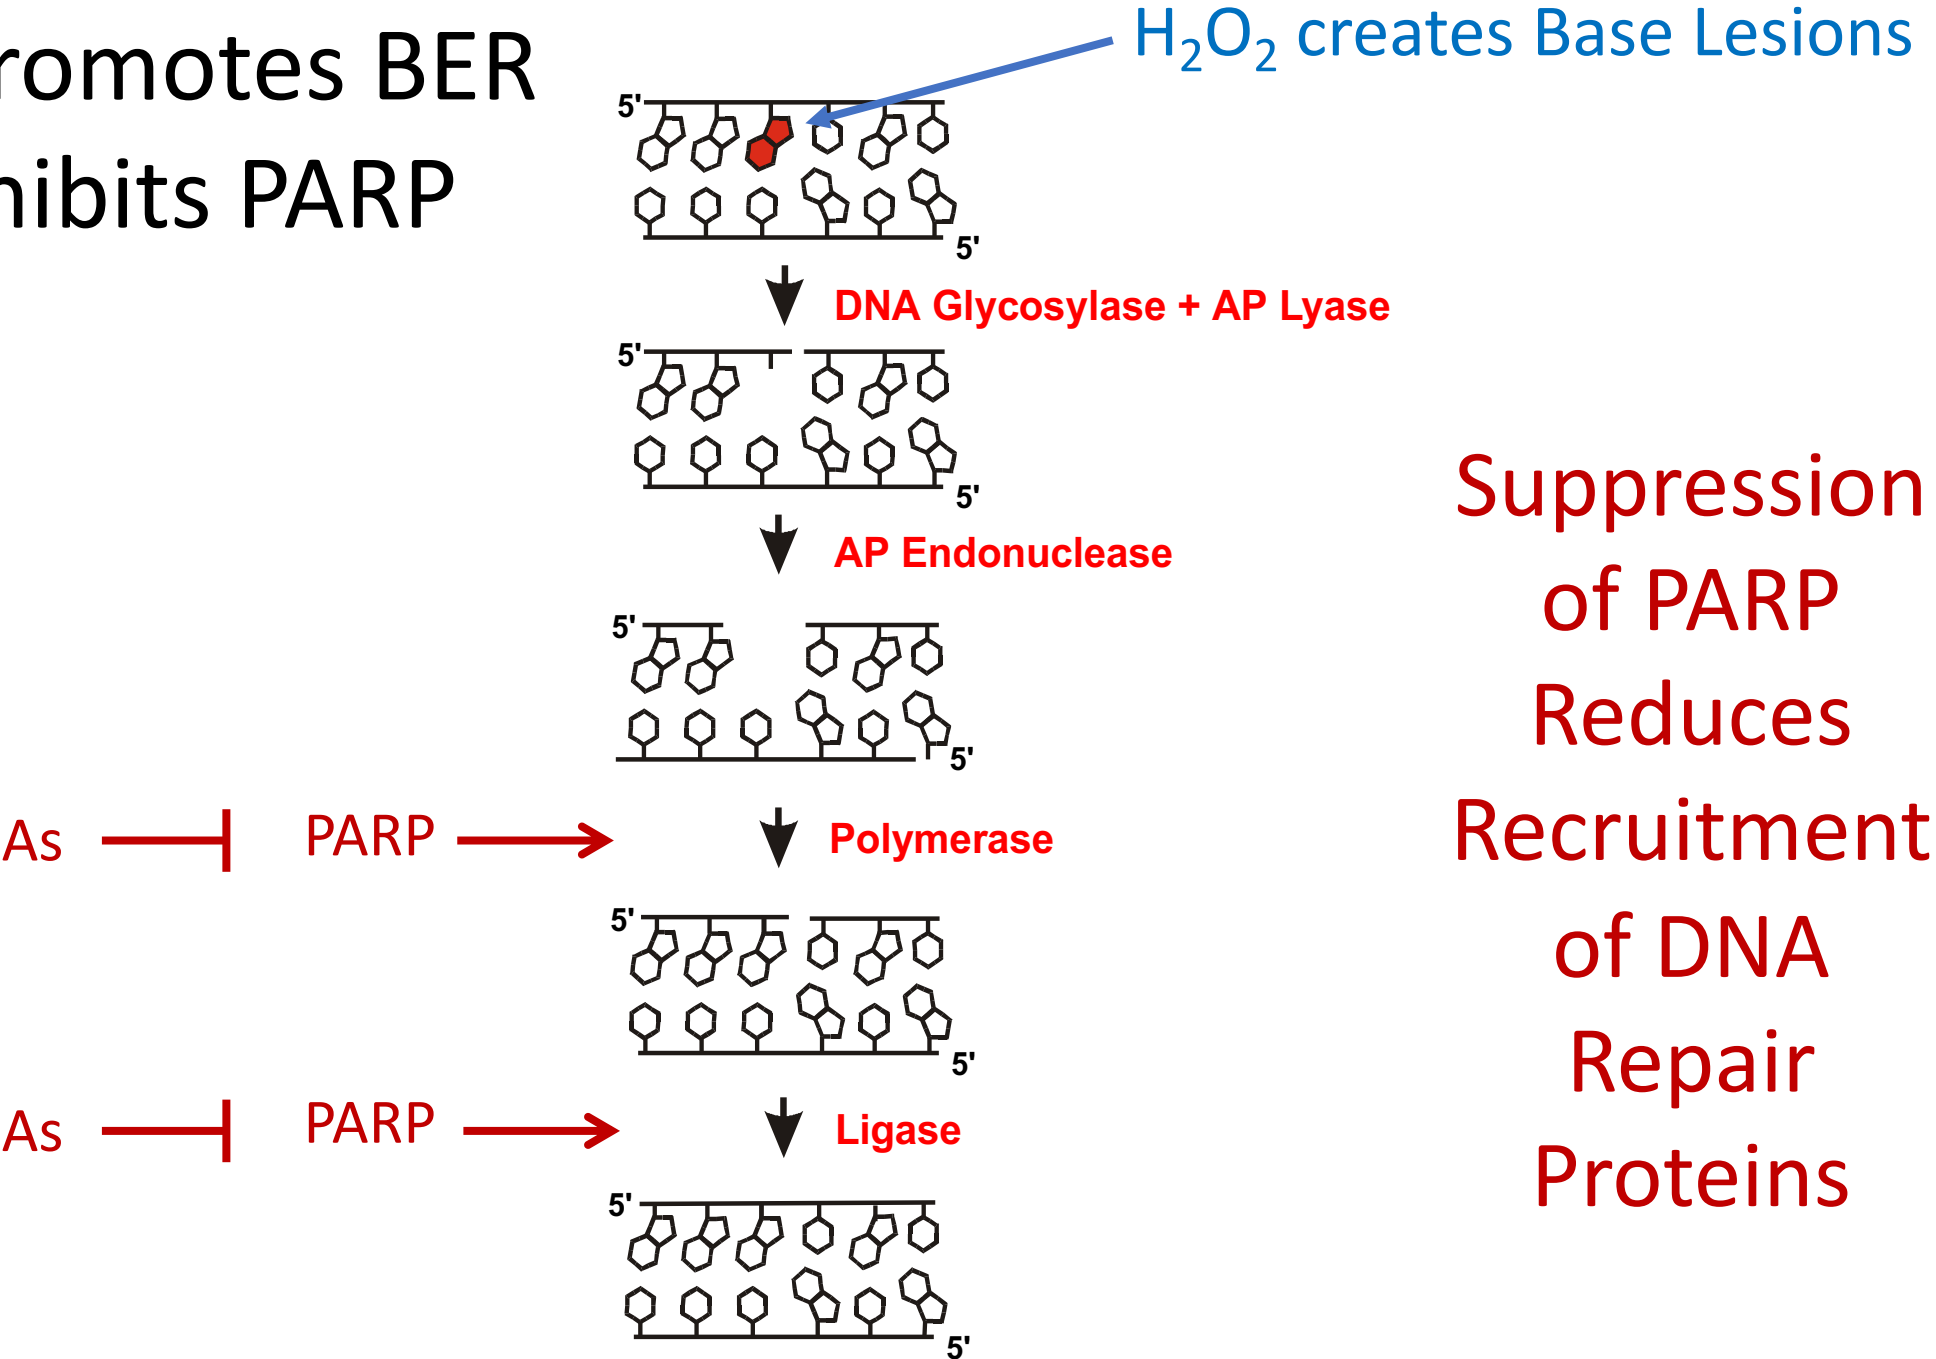 romotes BER
hibits PARP
H₂O₂ creates Base Lesions
5'
5'
DNA Glycosylase + AP Lyase
5'
5'
AP Endonuclease
5'
5'
As
PARP
Polymerase
5'
5'
As
PARP
Ligase
5'
5'
Suppression
of PARP
Reduces
Recruitment
of DNA
Repair
Proteins